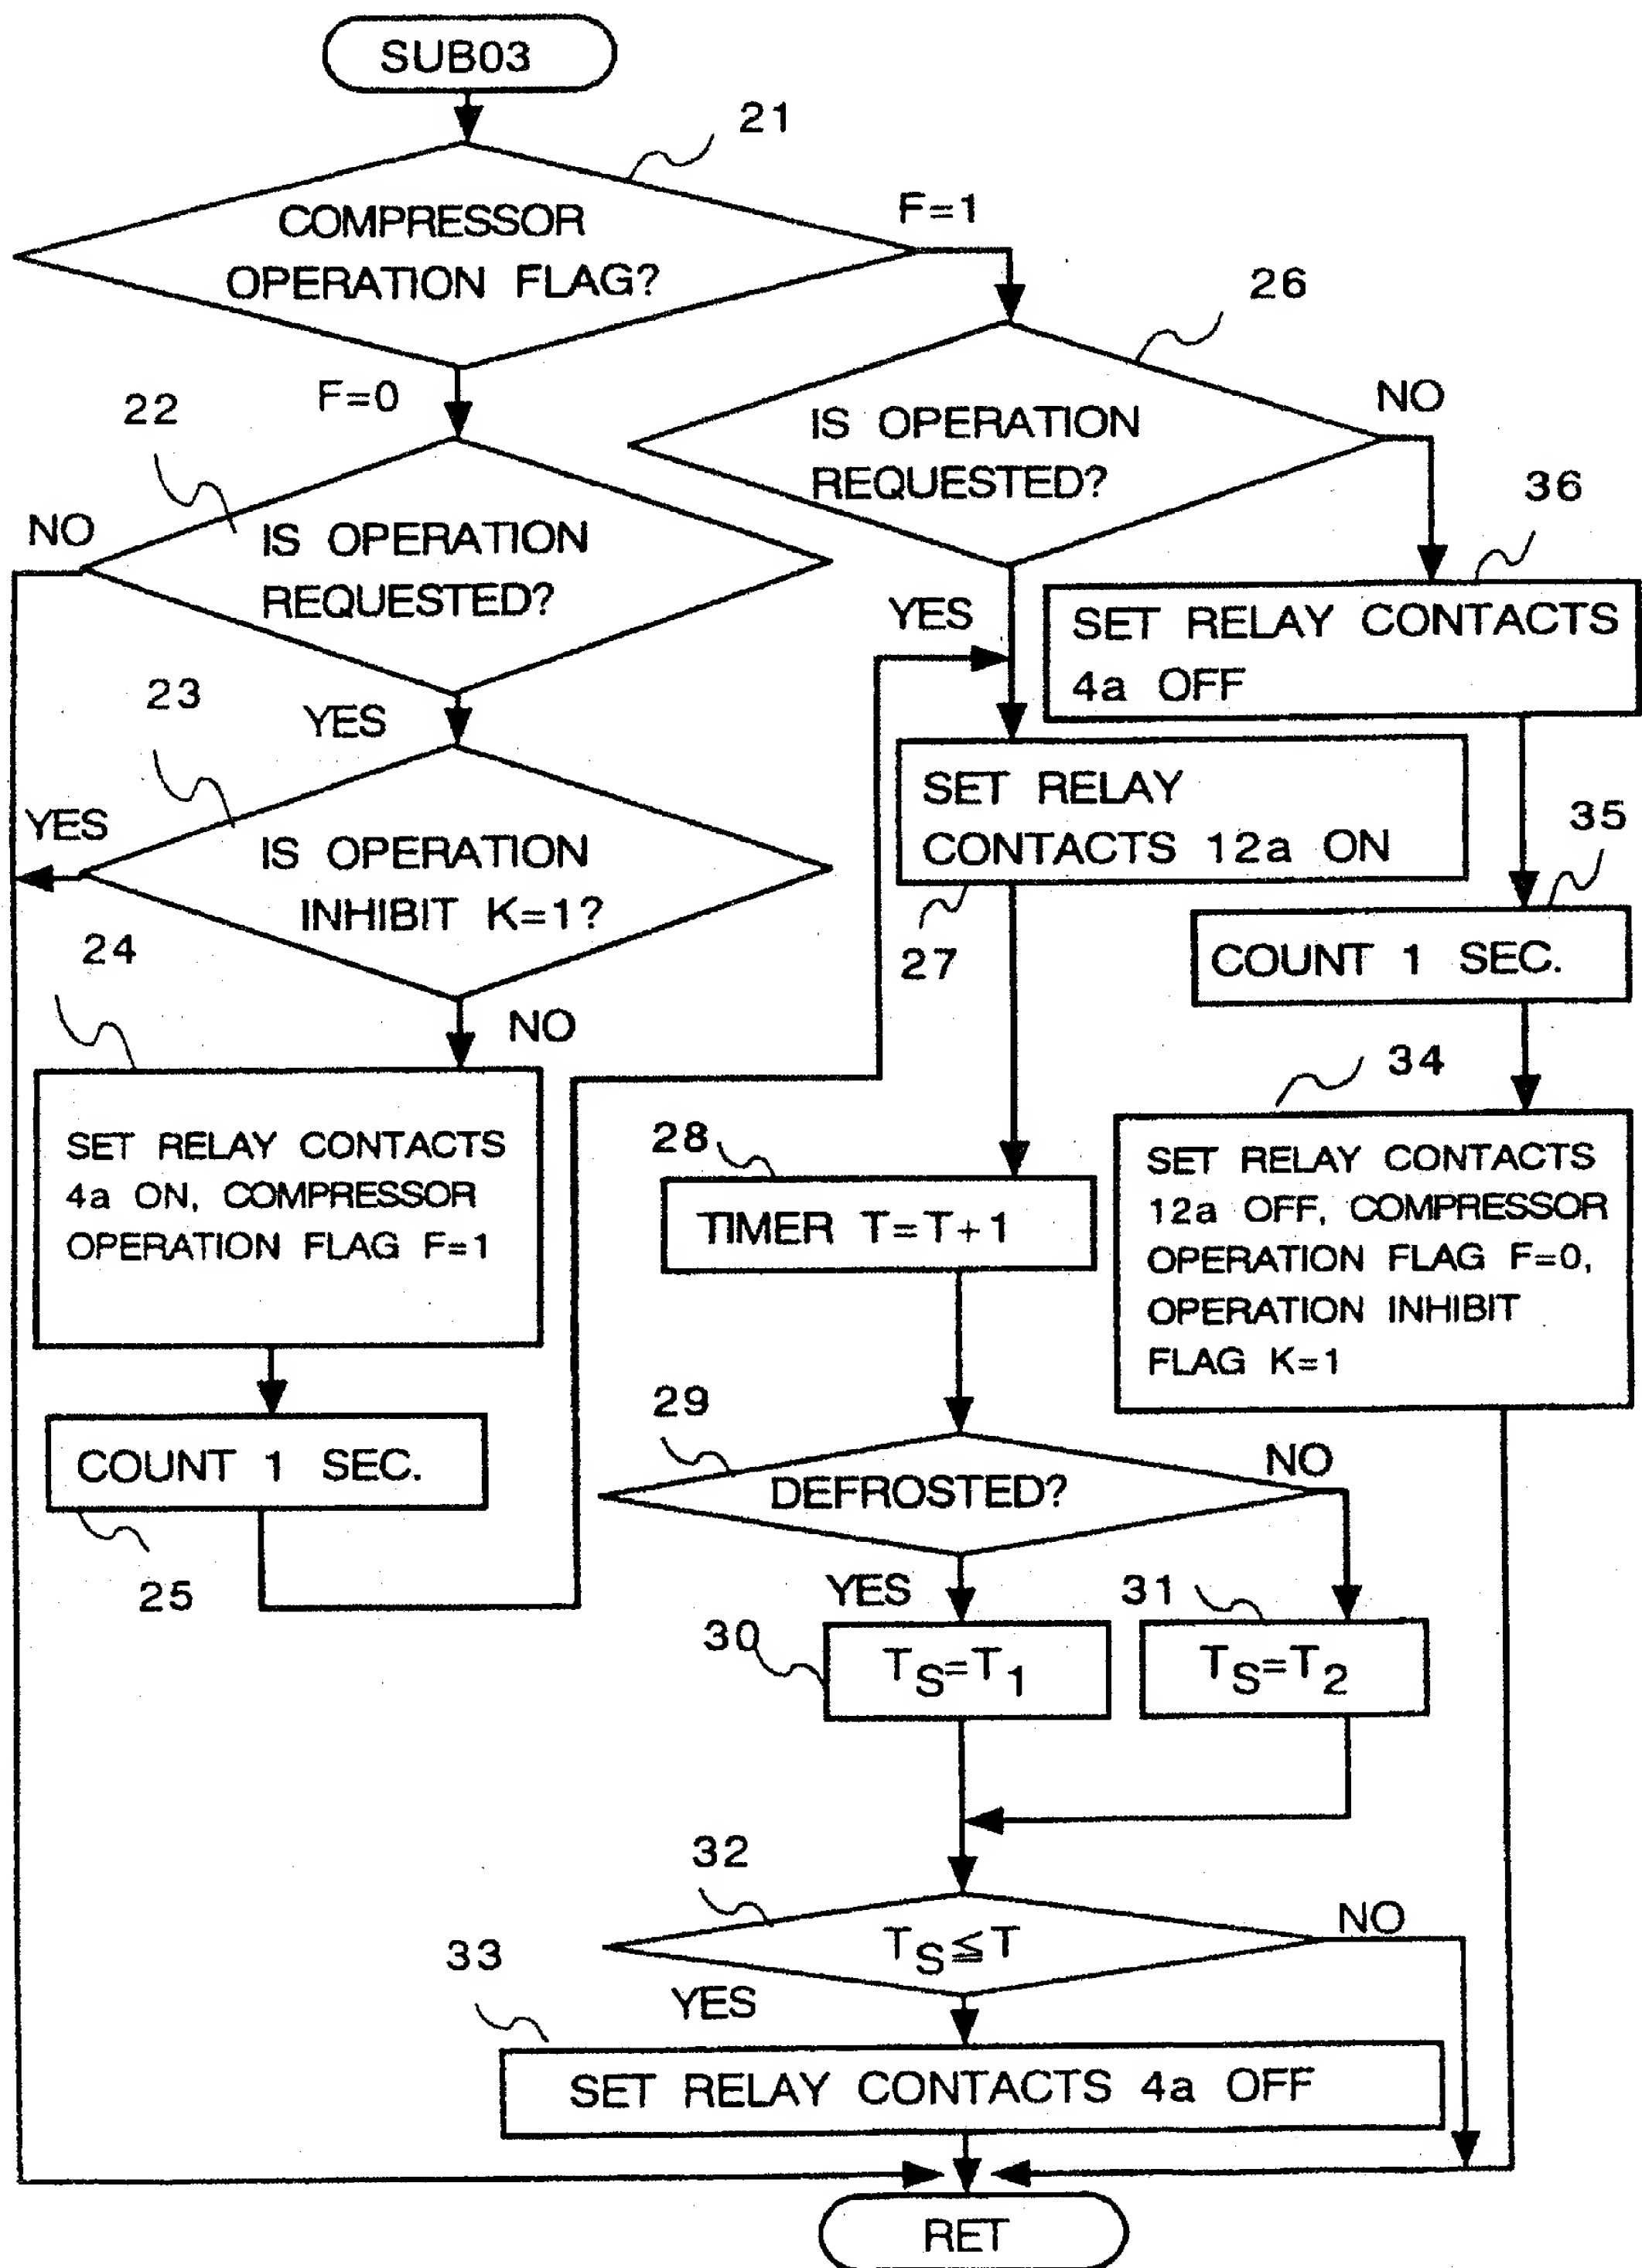 SUB03
21
COMPRESSOR
OPERATION FLAG?
F=1
F=0
26
IS OPERATION
REQUESTED?
NO
22
NO
IS OPERATION
REQUESTED?
YES
36
SET RELAY CONTACTS
4a OFF
23
YES
YES
IS OPERATION
INHIBIT K=1?
SET RELAY
CONTACTS 12a ON
27
35
COUNT 1 SEC.
24
NO
SET RELAY CONTACTS
4a ON, COMPRESSOR
OPERATION FLAG F=1
28
TIMER T=T+1
34
SET RELAY CONTACTS
12a OFF, COMPRESSOR
OPERATION FLAG F=0,
OPERATION INHIBIT
FLAG K=1
COUNT 1 SEC.
25
29
DEFROSTED?
NO
YES
30
TS=T1
31
TS=T2
32
TS≦T
NO
YES
33
SET RELAY CONTACTS 4a OFF
RET